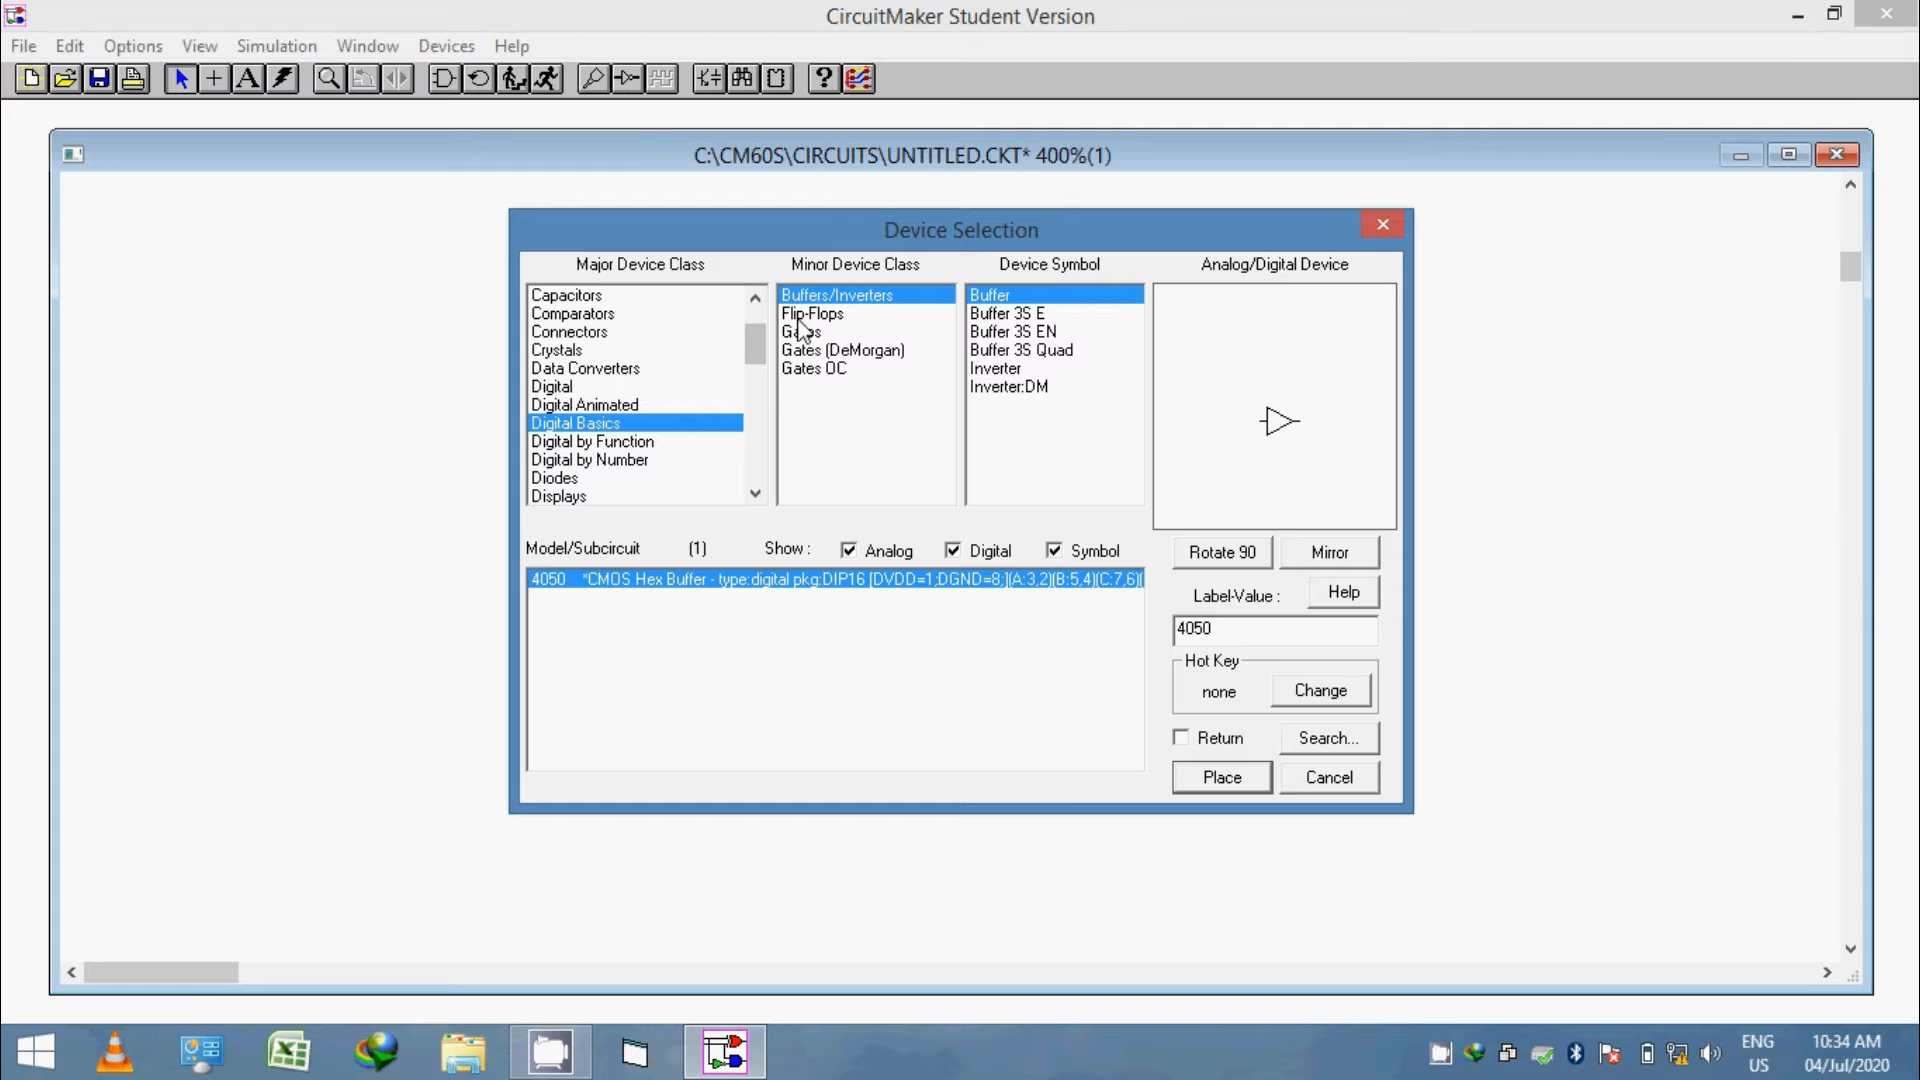 CircuitMaker Student Version
File Edit Options View Simulation Window Devices Help
C:\CM60S\CIRCUITS\UNTITLED.CKT* 400%(1)
Device Selection
Major Device Class
Capacitors
Comparators
Connectors
Crystals
Data Converters
Digital
Digital Animated
Digital Basics
Digital by Function
Digital by Number
Diodes
Displays
Minor Device Class
Buffers/Inverters
Flip-Flops
Gates
Gates (DeMorgan)
Gates OC
Device Symbol
Buffer
Buffer 3S E
Buffer 3S EN
Buffer 3S Quad
Inverter
Inverter:DM
Analog/Digital Device
Model/Subcircuit (1) Show : Analog Digital Symbol
4050 *CMOS Hex Buffer - type:digital pkg:DIP16 [DVDD=1;DGND=8;](A:3,2)(B:5,4)(C:7,6)(
Rotate 90 Mirror
Label-Value : Help
4050
Hot Key
none Change
Return Search...
Place Cancel
ENG
US
10:34 AM
04/Jul/2020